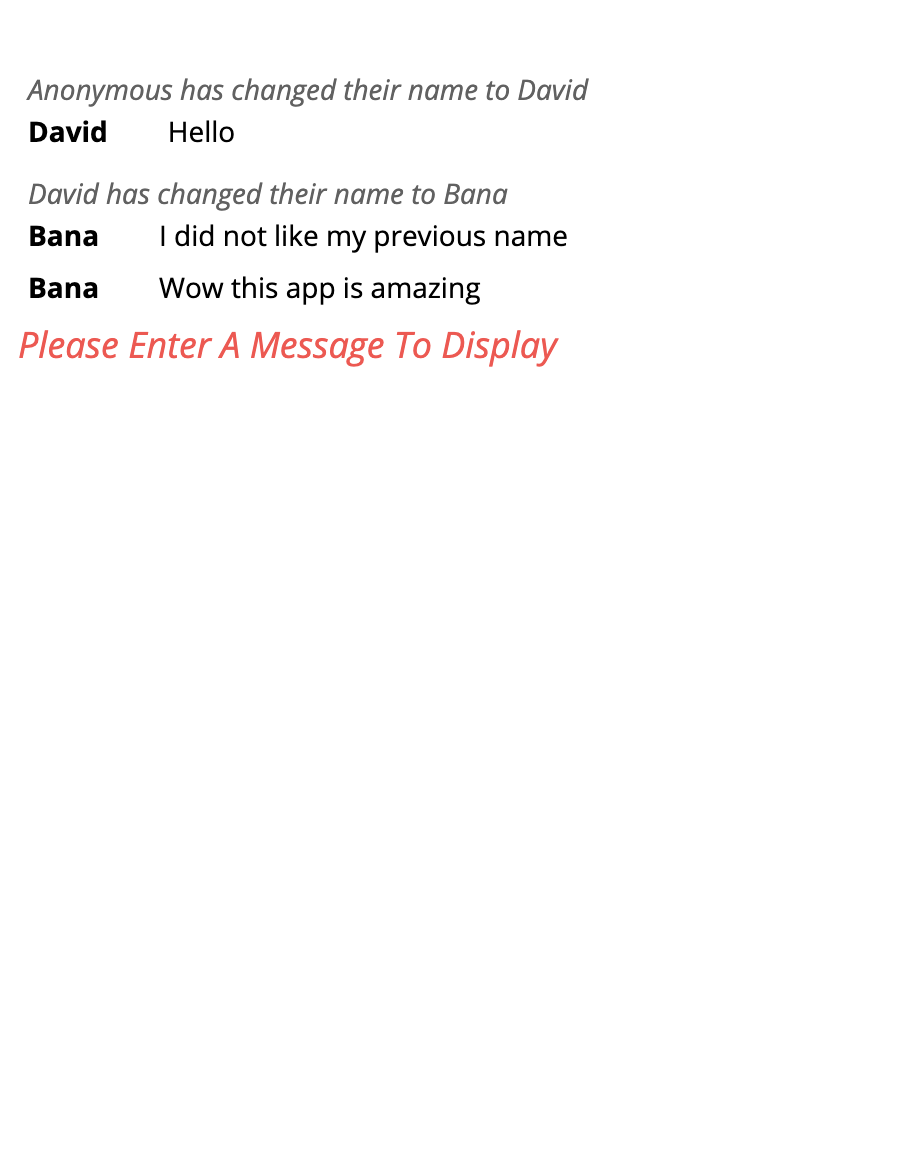 Anonymous has changed their name to David
David Hello
David has changed their name to Bana
Bana I did not like my previous name
Bana Wow this app is amazing
Please Enter A Message To Display